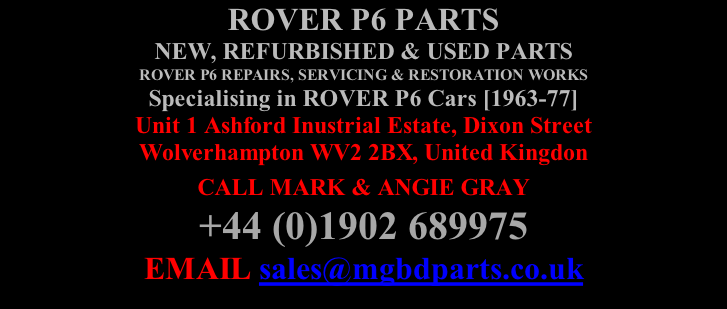 ROVER P6 PARTS
NEW, REFURBISHED & USED PARTS
ROVER P6 REPAIRS, SERVICING & RESTORATION WORKS
Specialising in ROVER P6 Cars [1963-77]
Unit 1 Ashford Inustrial Estate, Dixon Street
Wolverhampton WV2 2BX, United Kingdon
CALL MARK & ANGIE GRAY
+44 (0)1902 689975
EMAIL sales@mgbdparts.co.uk